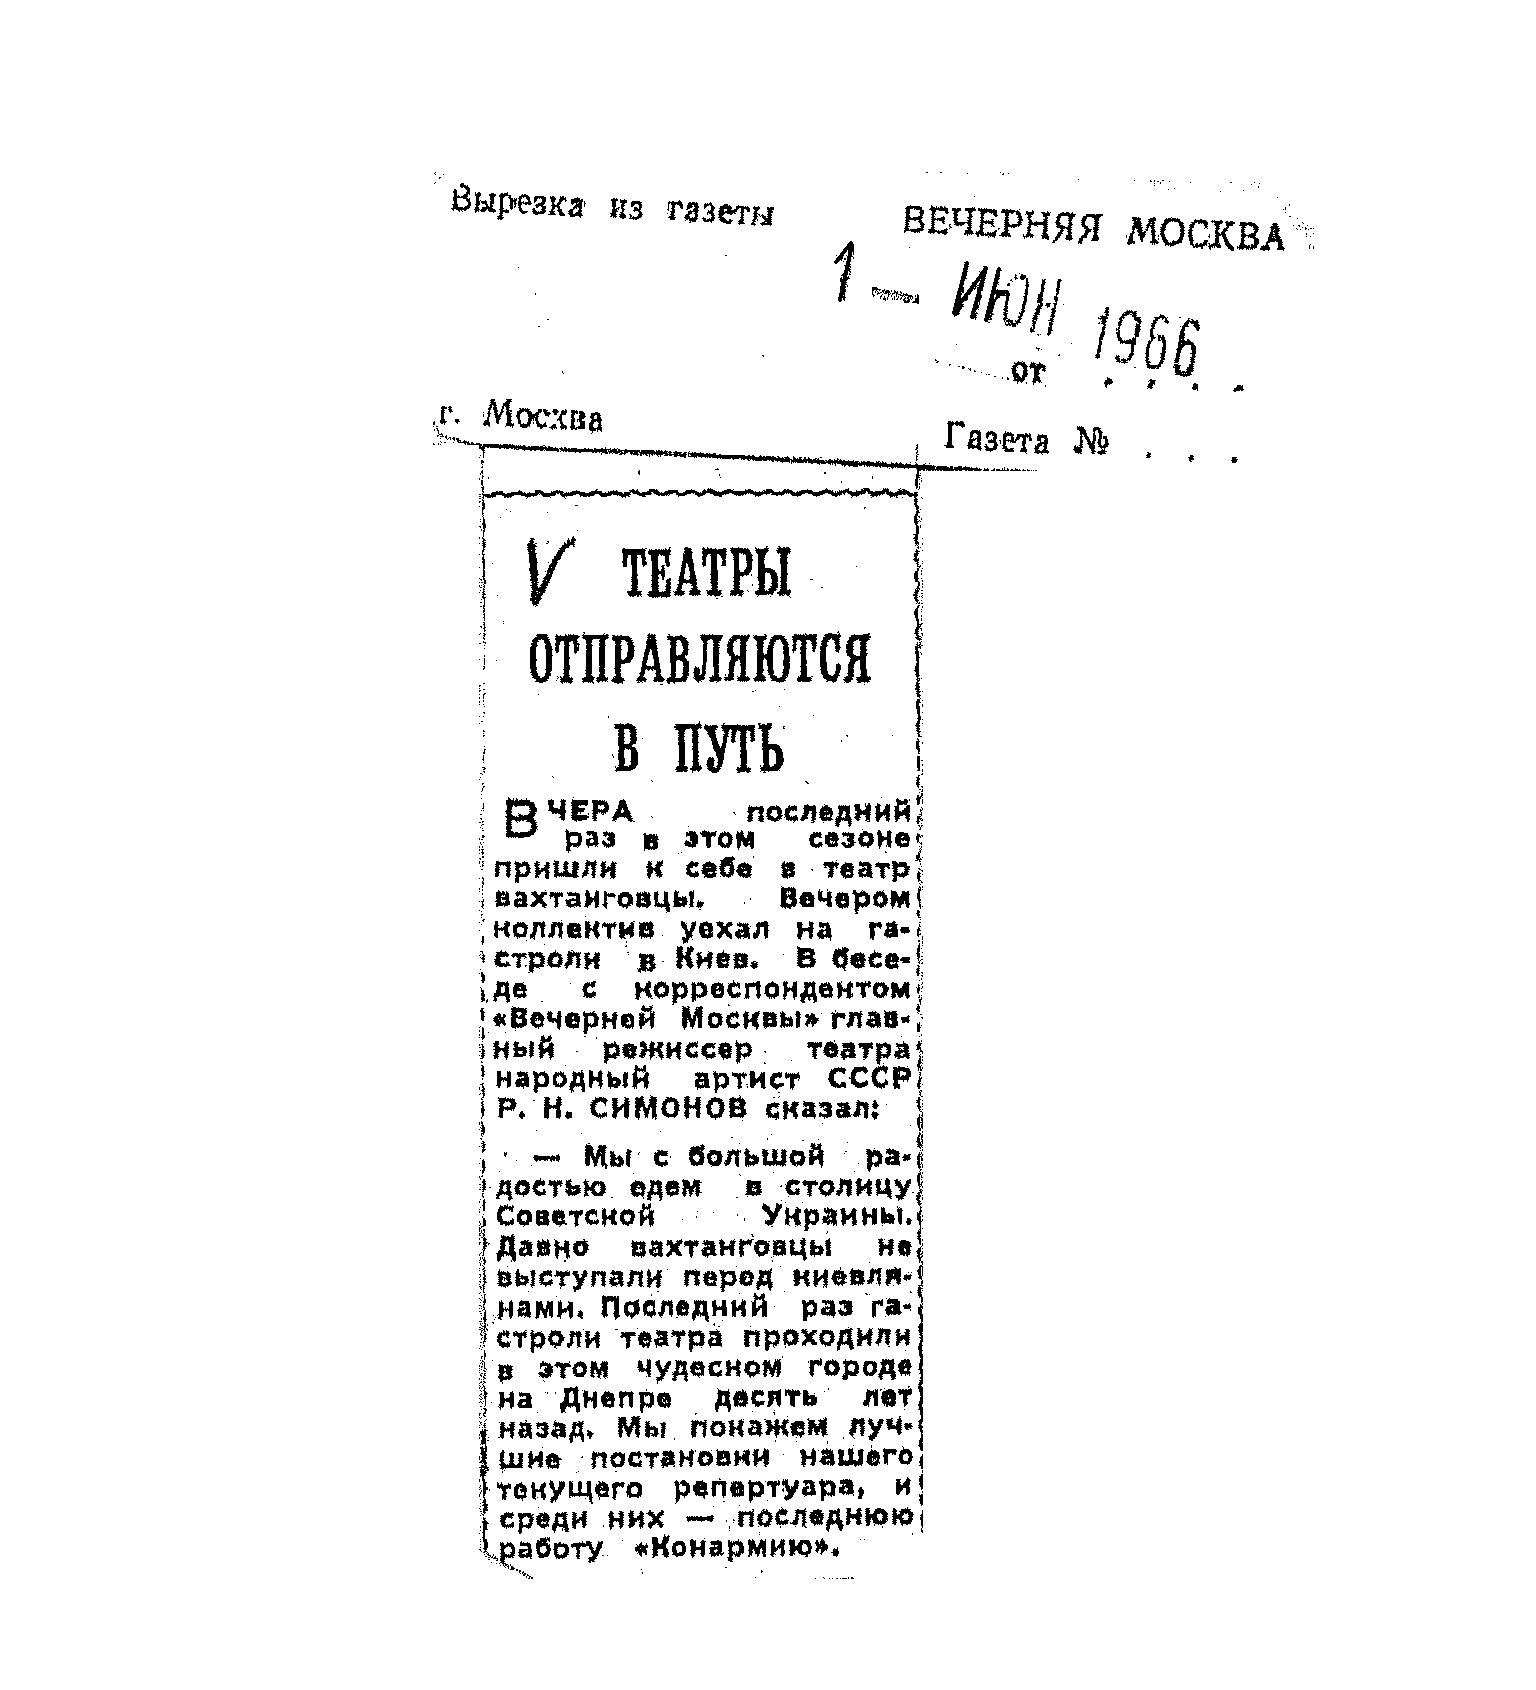 Вырезка из газеты ВЕЧЕРНЯЯ МОСКВА
1 — ИЮН 1966
от . . . .
г. Москва
Газета № . . .
V ТЕАТРЫ
ОТПРАВЛЯЮТСЯ
В ПУТЬ
ВЧЕРА последний
раз в этом сезоне
пришли к себе в театр
вахтанговцы. Вечером
коллектив уехал на га-
строли в Киев. В бесе-
де с корреспондентом
«Вечерней Москвы» глав-
ный режиссер театра
народный артист СССР
Р. Н. СИМОНОВ сказал:
— Мы с большой ра-
достью едем в столицу
Советской Украины.
Давно вахтанговцы не
выступали перед киевля-
нами. Последний раз га-
строли театра проходили
в этом чудесном городе
на Днепре десять лет
назад. Мы покажем луч-
шие постановки нашего
текущего репертуара, и
среди них — последнюю
работу «Конармию».